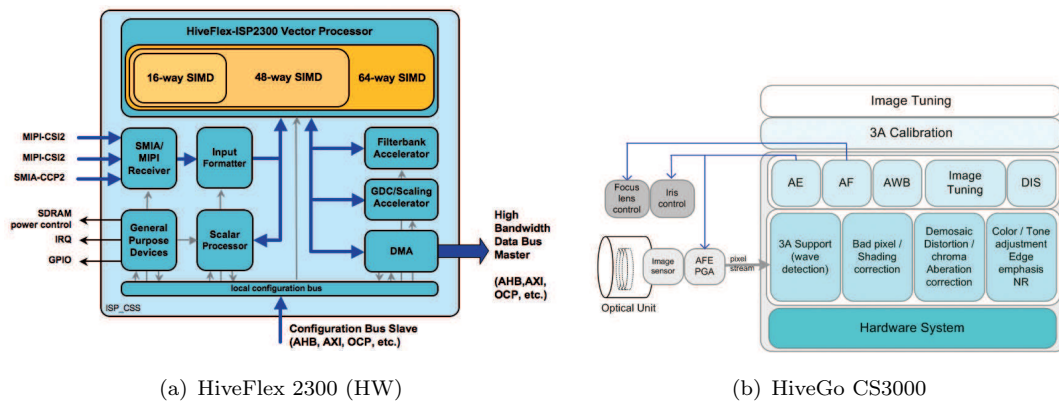 HiveFlex-ISP2300 Vector Processor
16-way SIMD
48-way SIMD
64-way SIMD
MIPI-CSI2
MIPI-CSI2
SMIA-CCP2
SMIA/
MIPI
Receiver
Input
Formatter
Filterbank
Accelerator
GDC/Scaling
Accelerator
SDRAM
power control
IRQ
GPIO
General
Purpose
Devices
Scalar
Processor
DMA
High
Bandwidth
Data Bus
Master
(AHB,AXI,
OCP, etc.)
local configuration bus
ISP_CSS
Configuration Bus Slave
(AHB, AXI, OCP, etc.)
(a) HiveFlex 2300 (HW)
Image Tuning
3A Calibration
AE
AF
AWB
Image
Tuning
DIS
Focus
lens
control
Iris
control
Optical Unit
Image
sensor
AFE
PGA
pixel
stream
3A Support
(wave
detection)
Bad pixel /
Shading
correction
Demosaic
Distortion /
chroma
Aberation
correction
Color / Tone
adjustment
Edge
emphasis
NR
Hardware System
(b) HiveGo CS3000